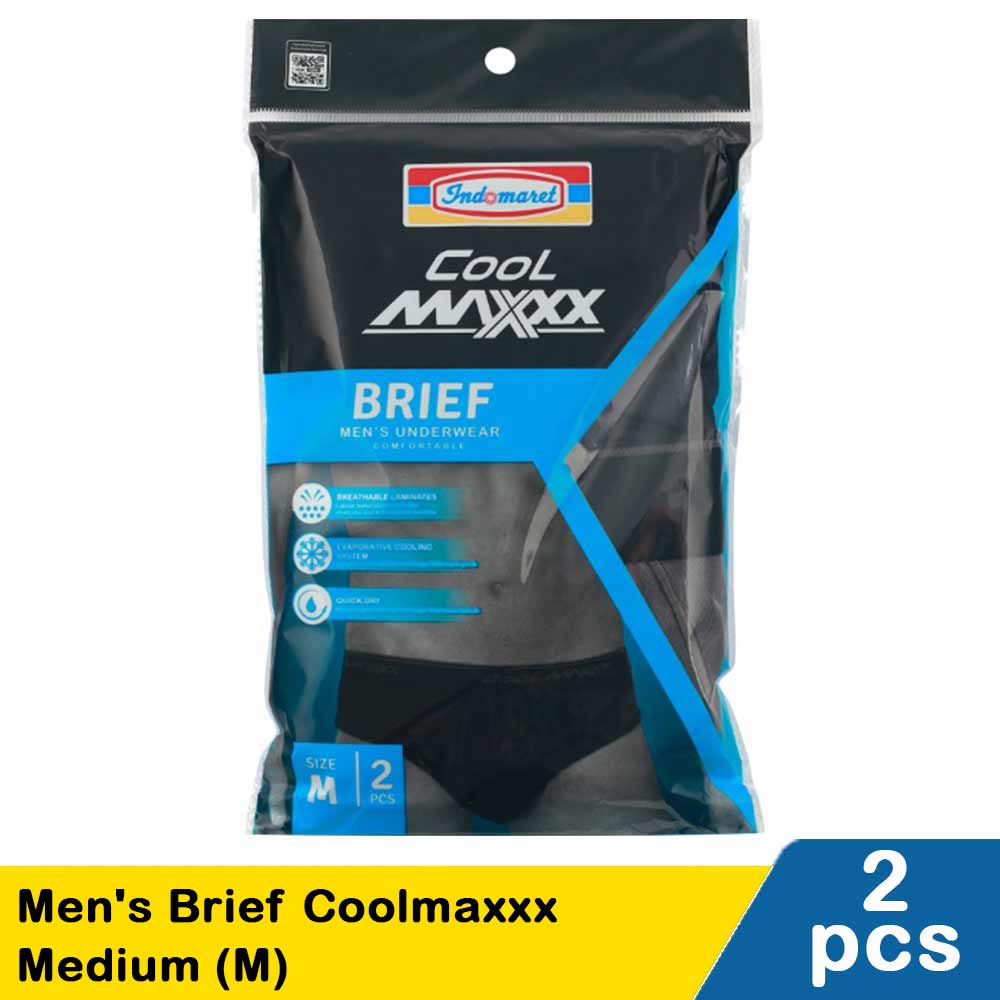 Indomaret
COOL
MAXXX
BRIEF
MEN'S UNDERWEAR
COMFORTABLE
BREATHABLE LAMINATES
EVAPORATIVE COOLING
SYSTEM
QUICK DRY
COOLMAXXX
SIZE
M
2
PCS
Men's Brief Coolmaxxx
Medium (M)
2
pcs